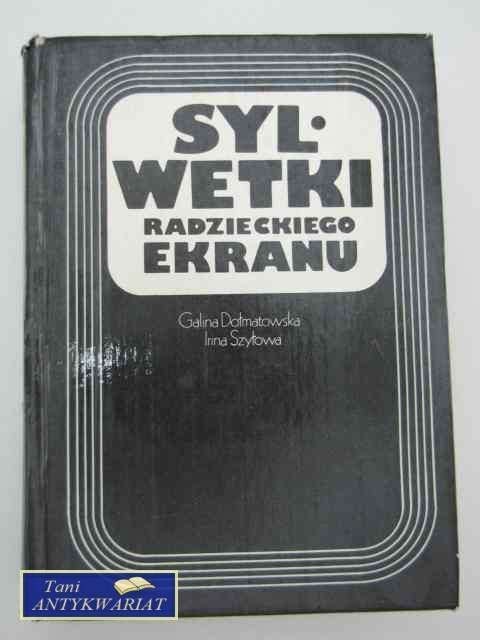 SYL-
WETKI
RADZIECKIEGO
EKRANU
Galina Dołmatowska
Irina Szyłowa
Tani
ANTYKWARIAT